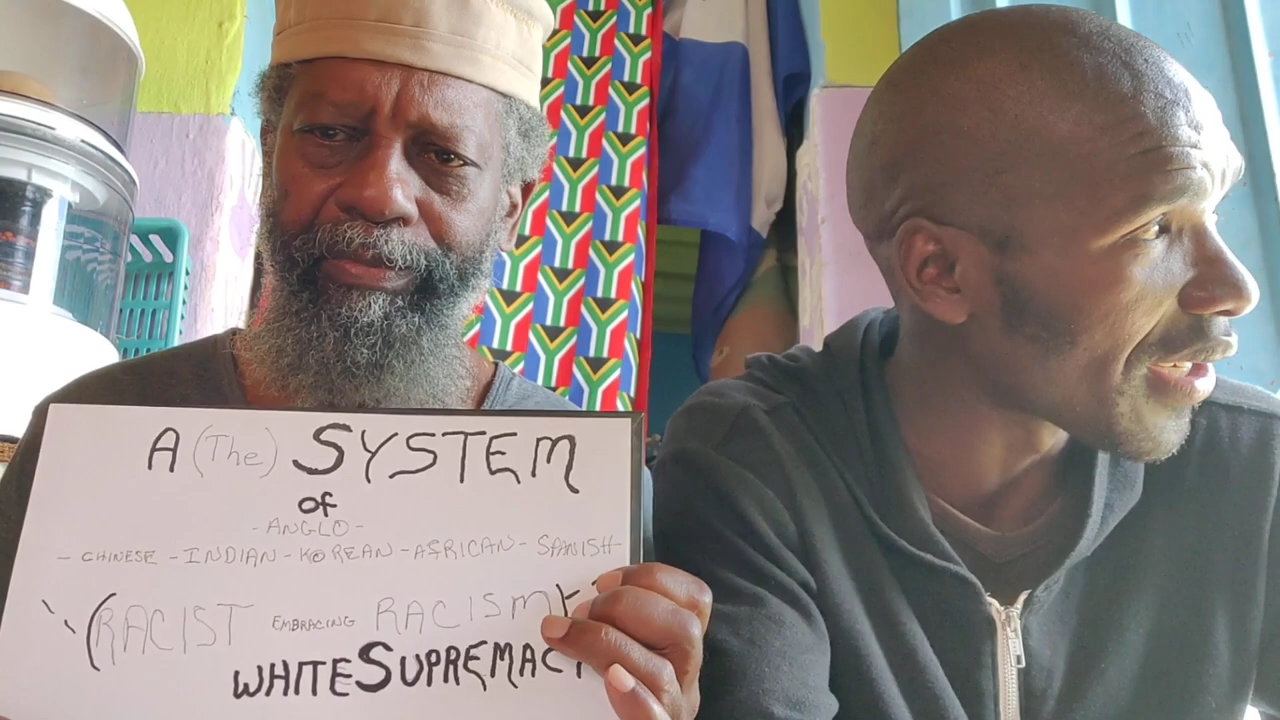 A (The) SYSTEM
of
- ANGLO -
- CHINESE - INDIAN - KOREAN - AFRICAN - SPANISH
(RACIST EMBRACING RACISM
WHITE SUPREMACY